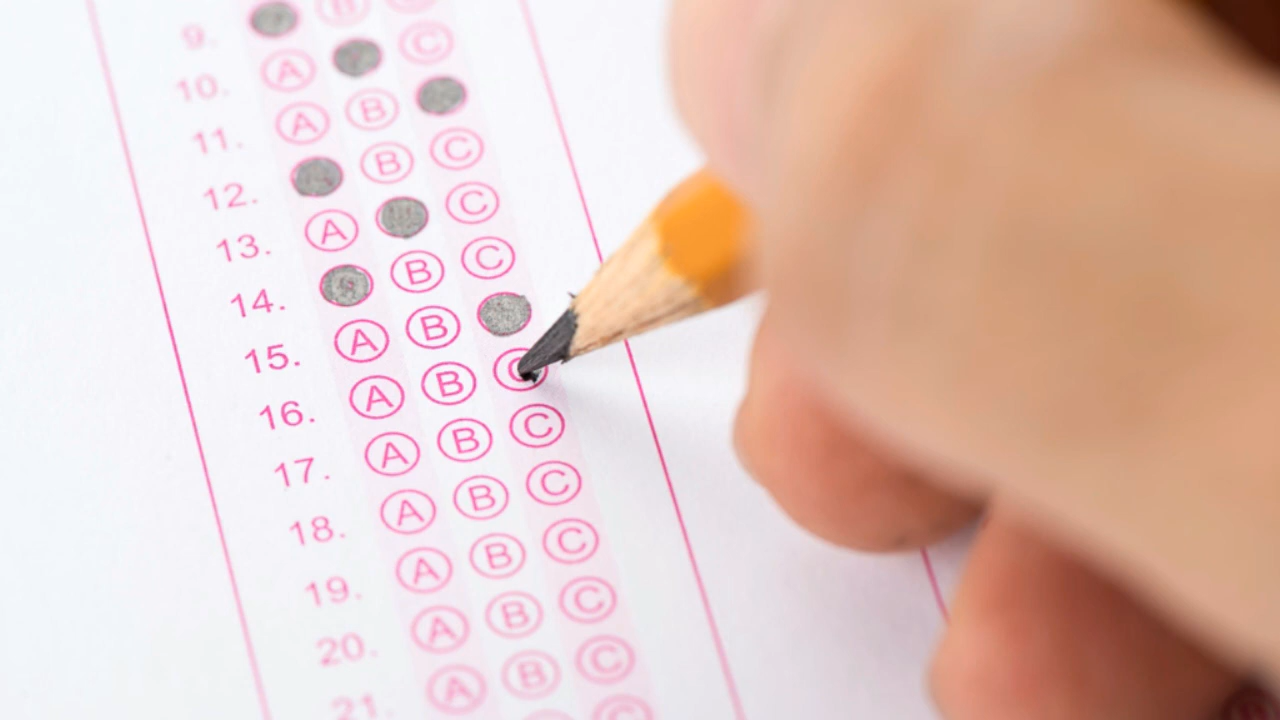 9. B
10. A C
11. A B
12. B C
13. A C
14. B C
15. A B
16. A B C
17. A B C
18. A B C
19. A B C
20. A B C
21. A B C